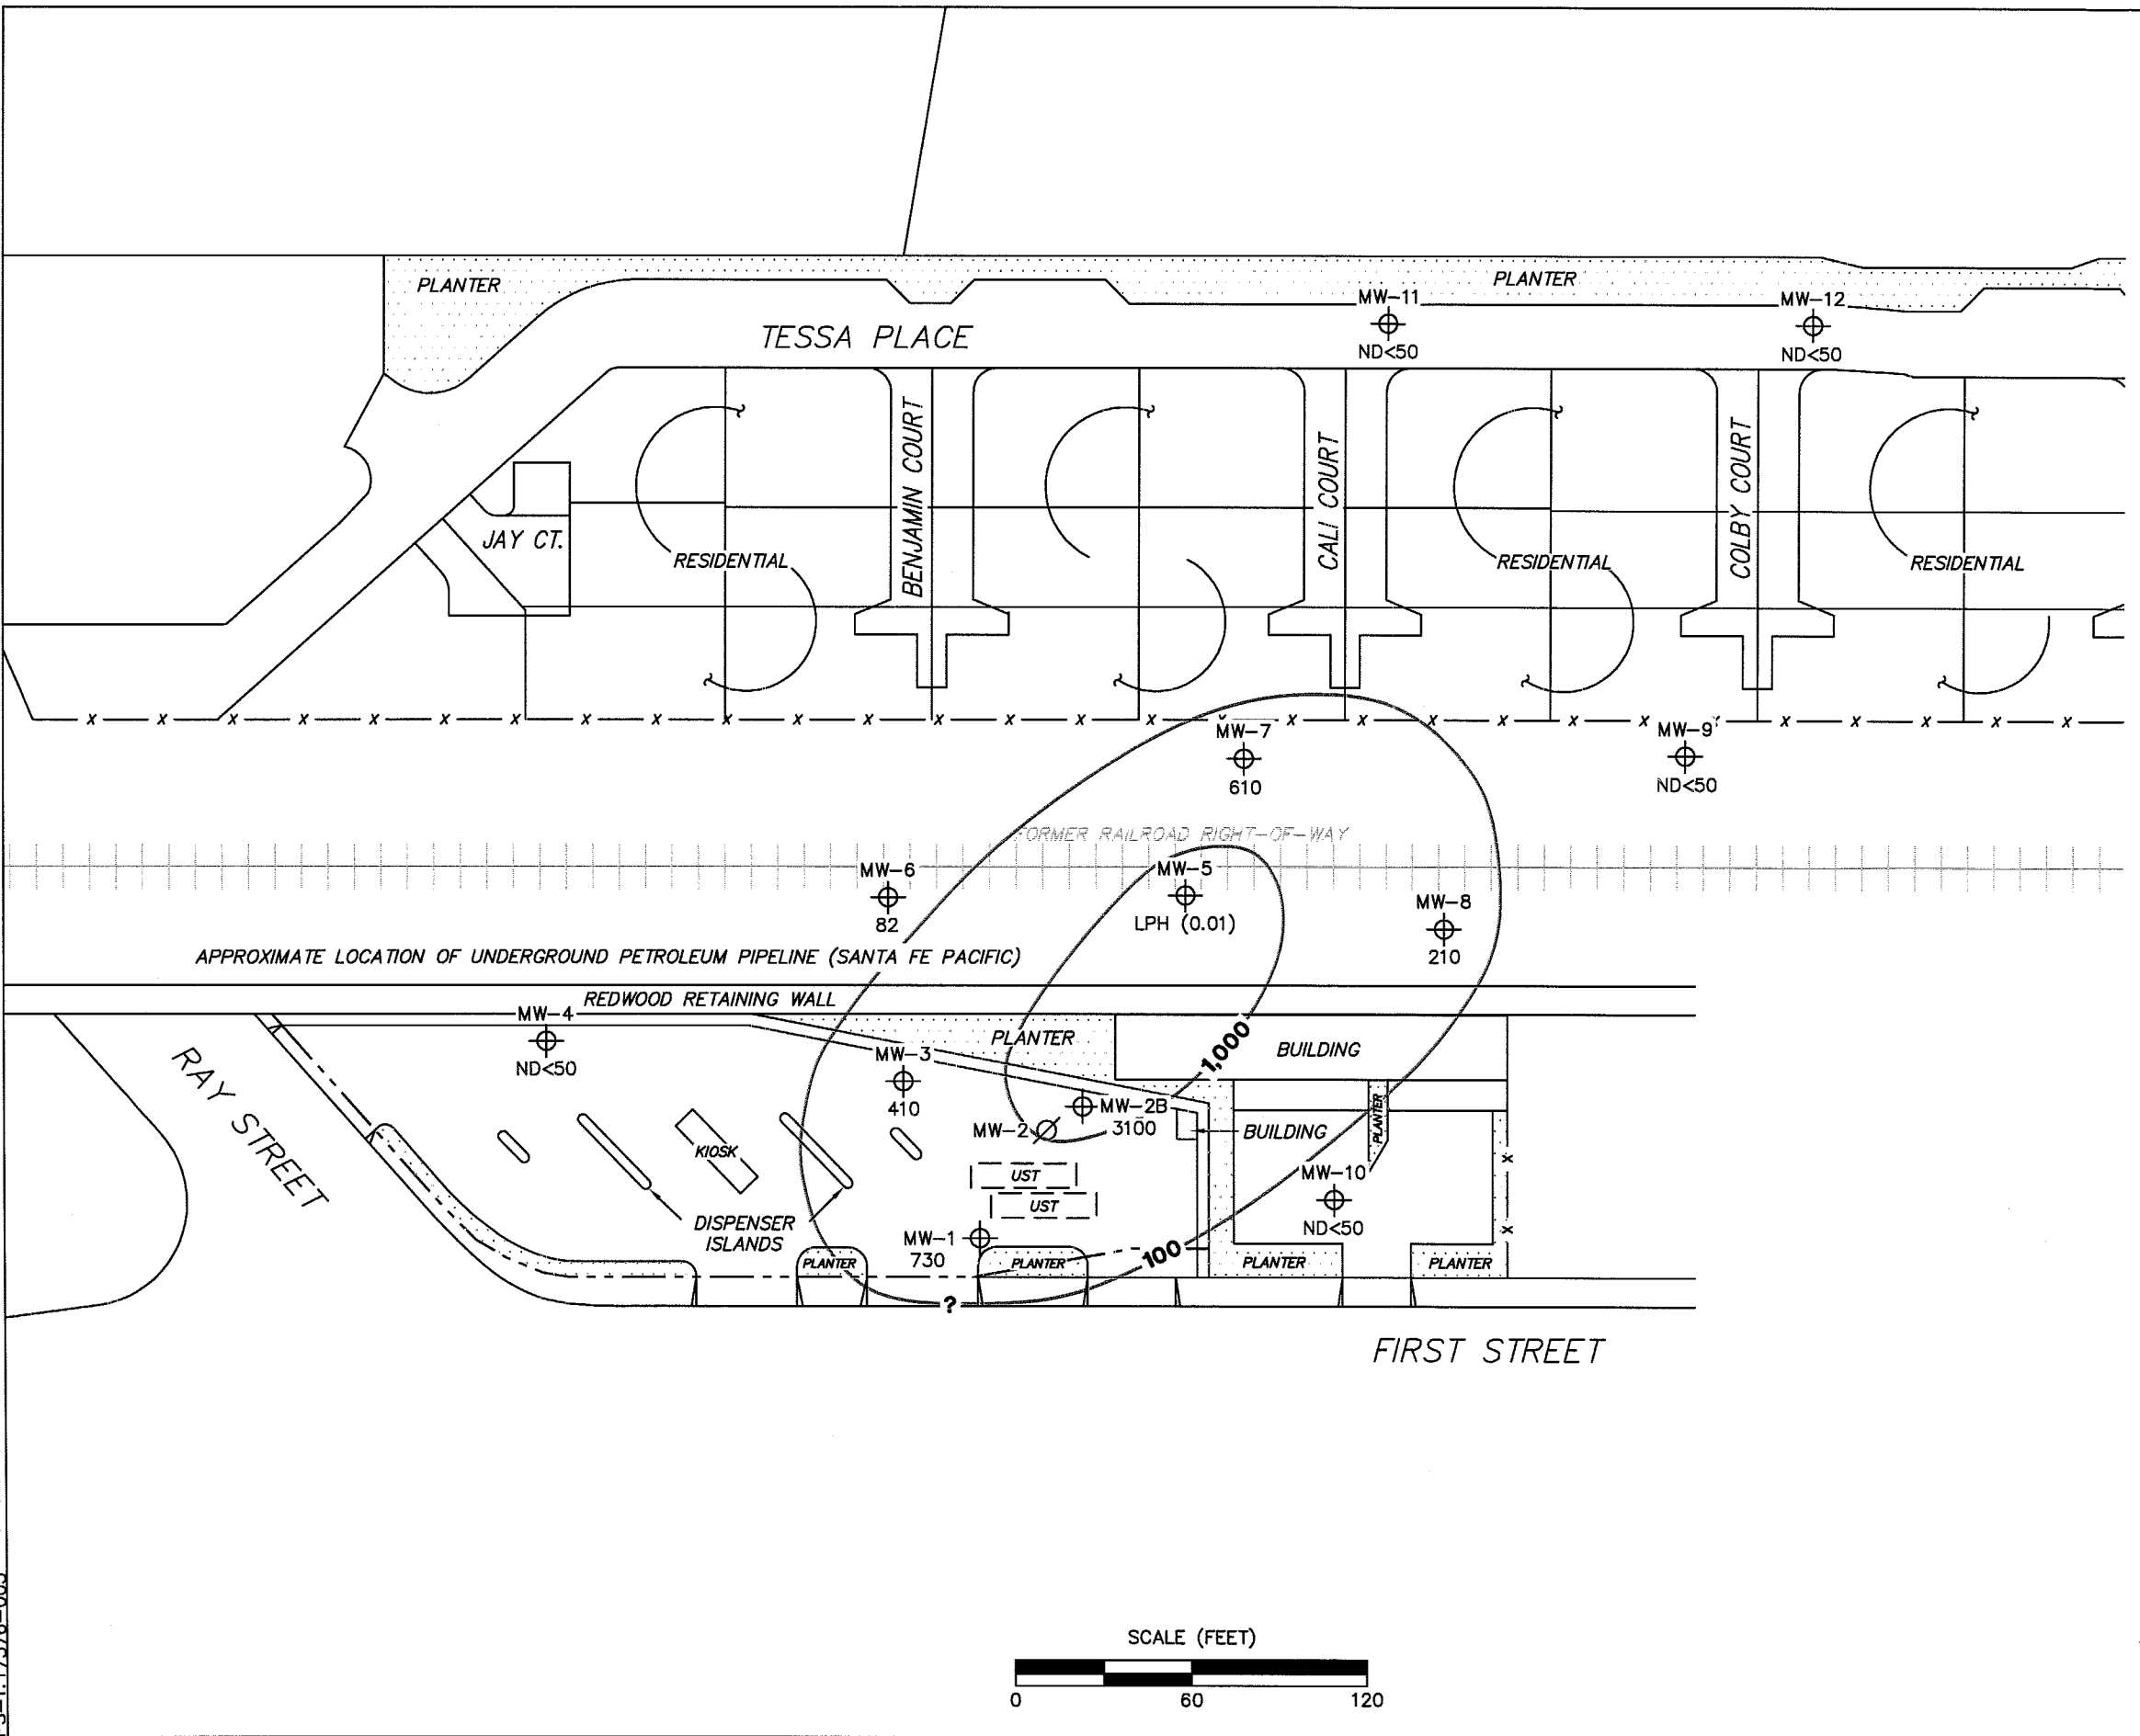 PLANTER
PLANTER
MW-11
ND<50
MW-12
ND<50
TESSA PLACE
BENJAMIN COURT
CALI COURT
COLBY COURT
JAY CT.
RESIDENTIAL
RESIDENTIAL
RESIDENTIAL
MW-7
610
MW-9
ND<50
FORMER RAILROAD RIGHT-OF-WAY
MW-6
82
MW-5
LPH (0.01)
MW-8
210
APPROXIMATE LOCATION OF UNDERGROUND PETROLEUM PIPELINE (SANTA FE PACIFIC)
REDWOOD RETAINING WALL
MW-4
ND<50
RAY STREET
MW-3
410
PLANTER
1,000
BUILDING
MW-2B
3100
MW-2
BUILDING
PLANTER
KIOSK
UST
UST
MW-10
ND<50
DISPENSER
ISLANDS
MW-1
730
PLANTER
PLANTER
100
PLANTER
PLANTER
?
FIRST STREET
SCALE (FEET)
0 60 120